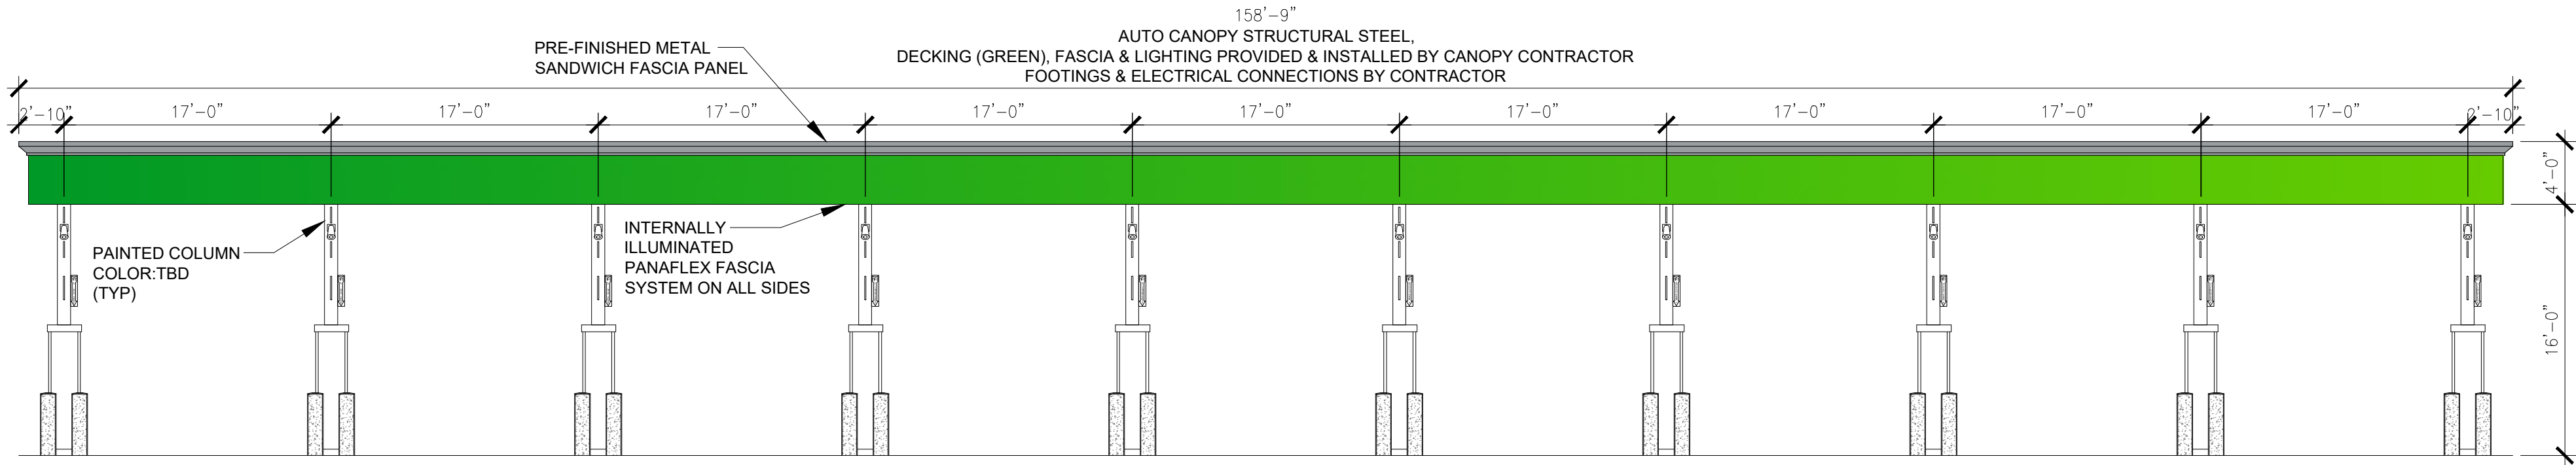 158'-9"
AUTO CANOPY STRUCTURAL STEEL,
DECKING (GREEN), FASCIA & LIGHTING PROVIDED & INSTALLED BY CANOPY CONTRACTOR
FOOTINGS & ELECTRICAL CONNECTIONS BY CONTRACTOR
PRE-FINISHED METAL
SANDWICH FASCIA PANEL
2'-10"
17'-0"
17'-0"
17'-0"
17'-0"
17'-0"
17'-0"
17'-0"
17'-0"
17'-0"
2'-10"
4'-0"
PAINTED COLUMN
COLOR:TBD
(TYP)
INTERNALLY
ILLUMINATED
PANAFLEX FASCIA
SYSTEM ON ALL SIDES
16'-0"